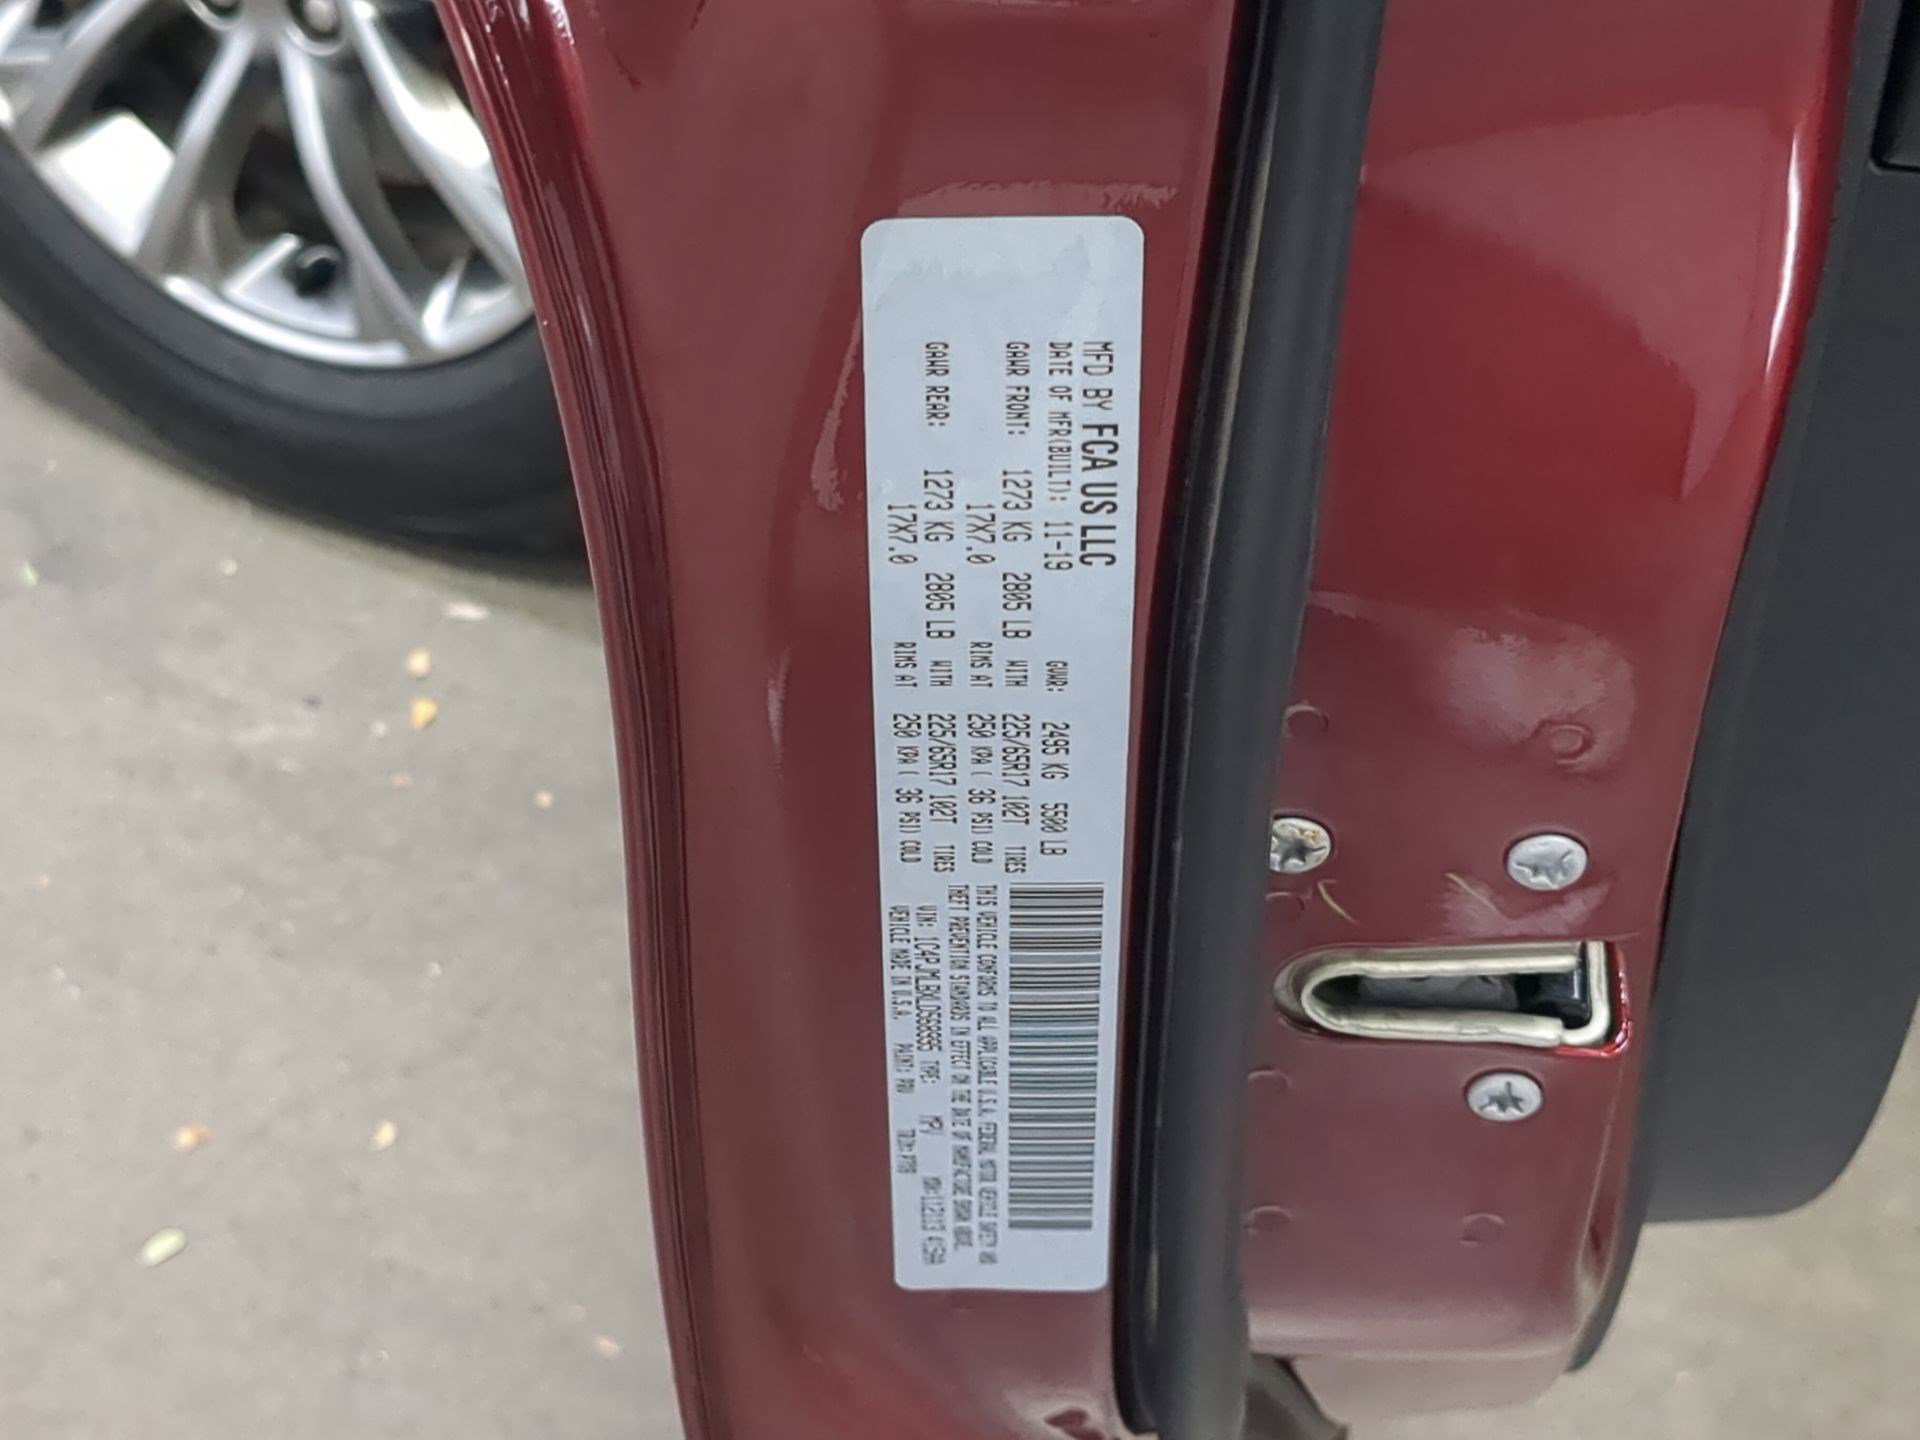 MFD BY FCA US LLC
DATE OF MFR(BUILT): 11-19 GVWR: 2495 KG 5500 LB
GAWR FRONT: 1273 KG 2805 LB WITH 225/65R17 102T TIRES
17X7.0 RIMS AT 250 KPA ( 36 PSI) COLD
GAWR REAR: 1273 KG 2805 LB WITH 225/65R17 102T TIRES
17X7.0 RIMS AT 250 KPA ( 36 PSI) COLD
THIS VEHICLE CONFORMS TO ALL APPLICABLE U.S.A. FEDERAL MOTOR VEHICLE SAFETY AND
THEFT PREVENTION STANDARDS IN EFFECT ON THE DATE OF MANUFACTURE SHOWN ABOVE.
VIN: 1C4PJMLBXLD568995 TYPE: MPV
VEHICLE MADE IN U.S.A. PAINT: TRIM: